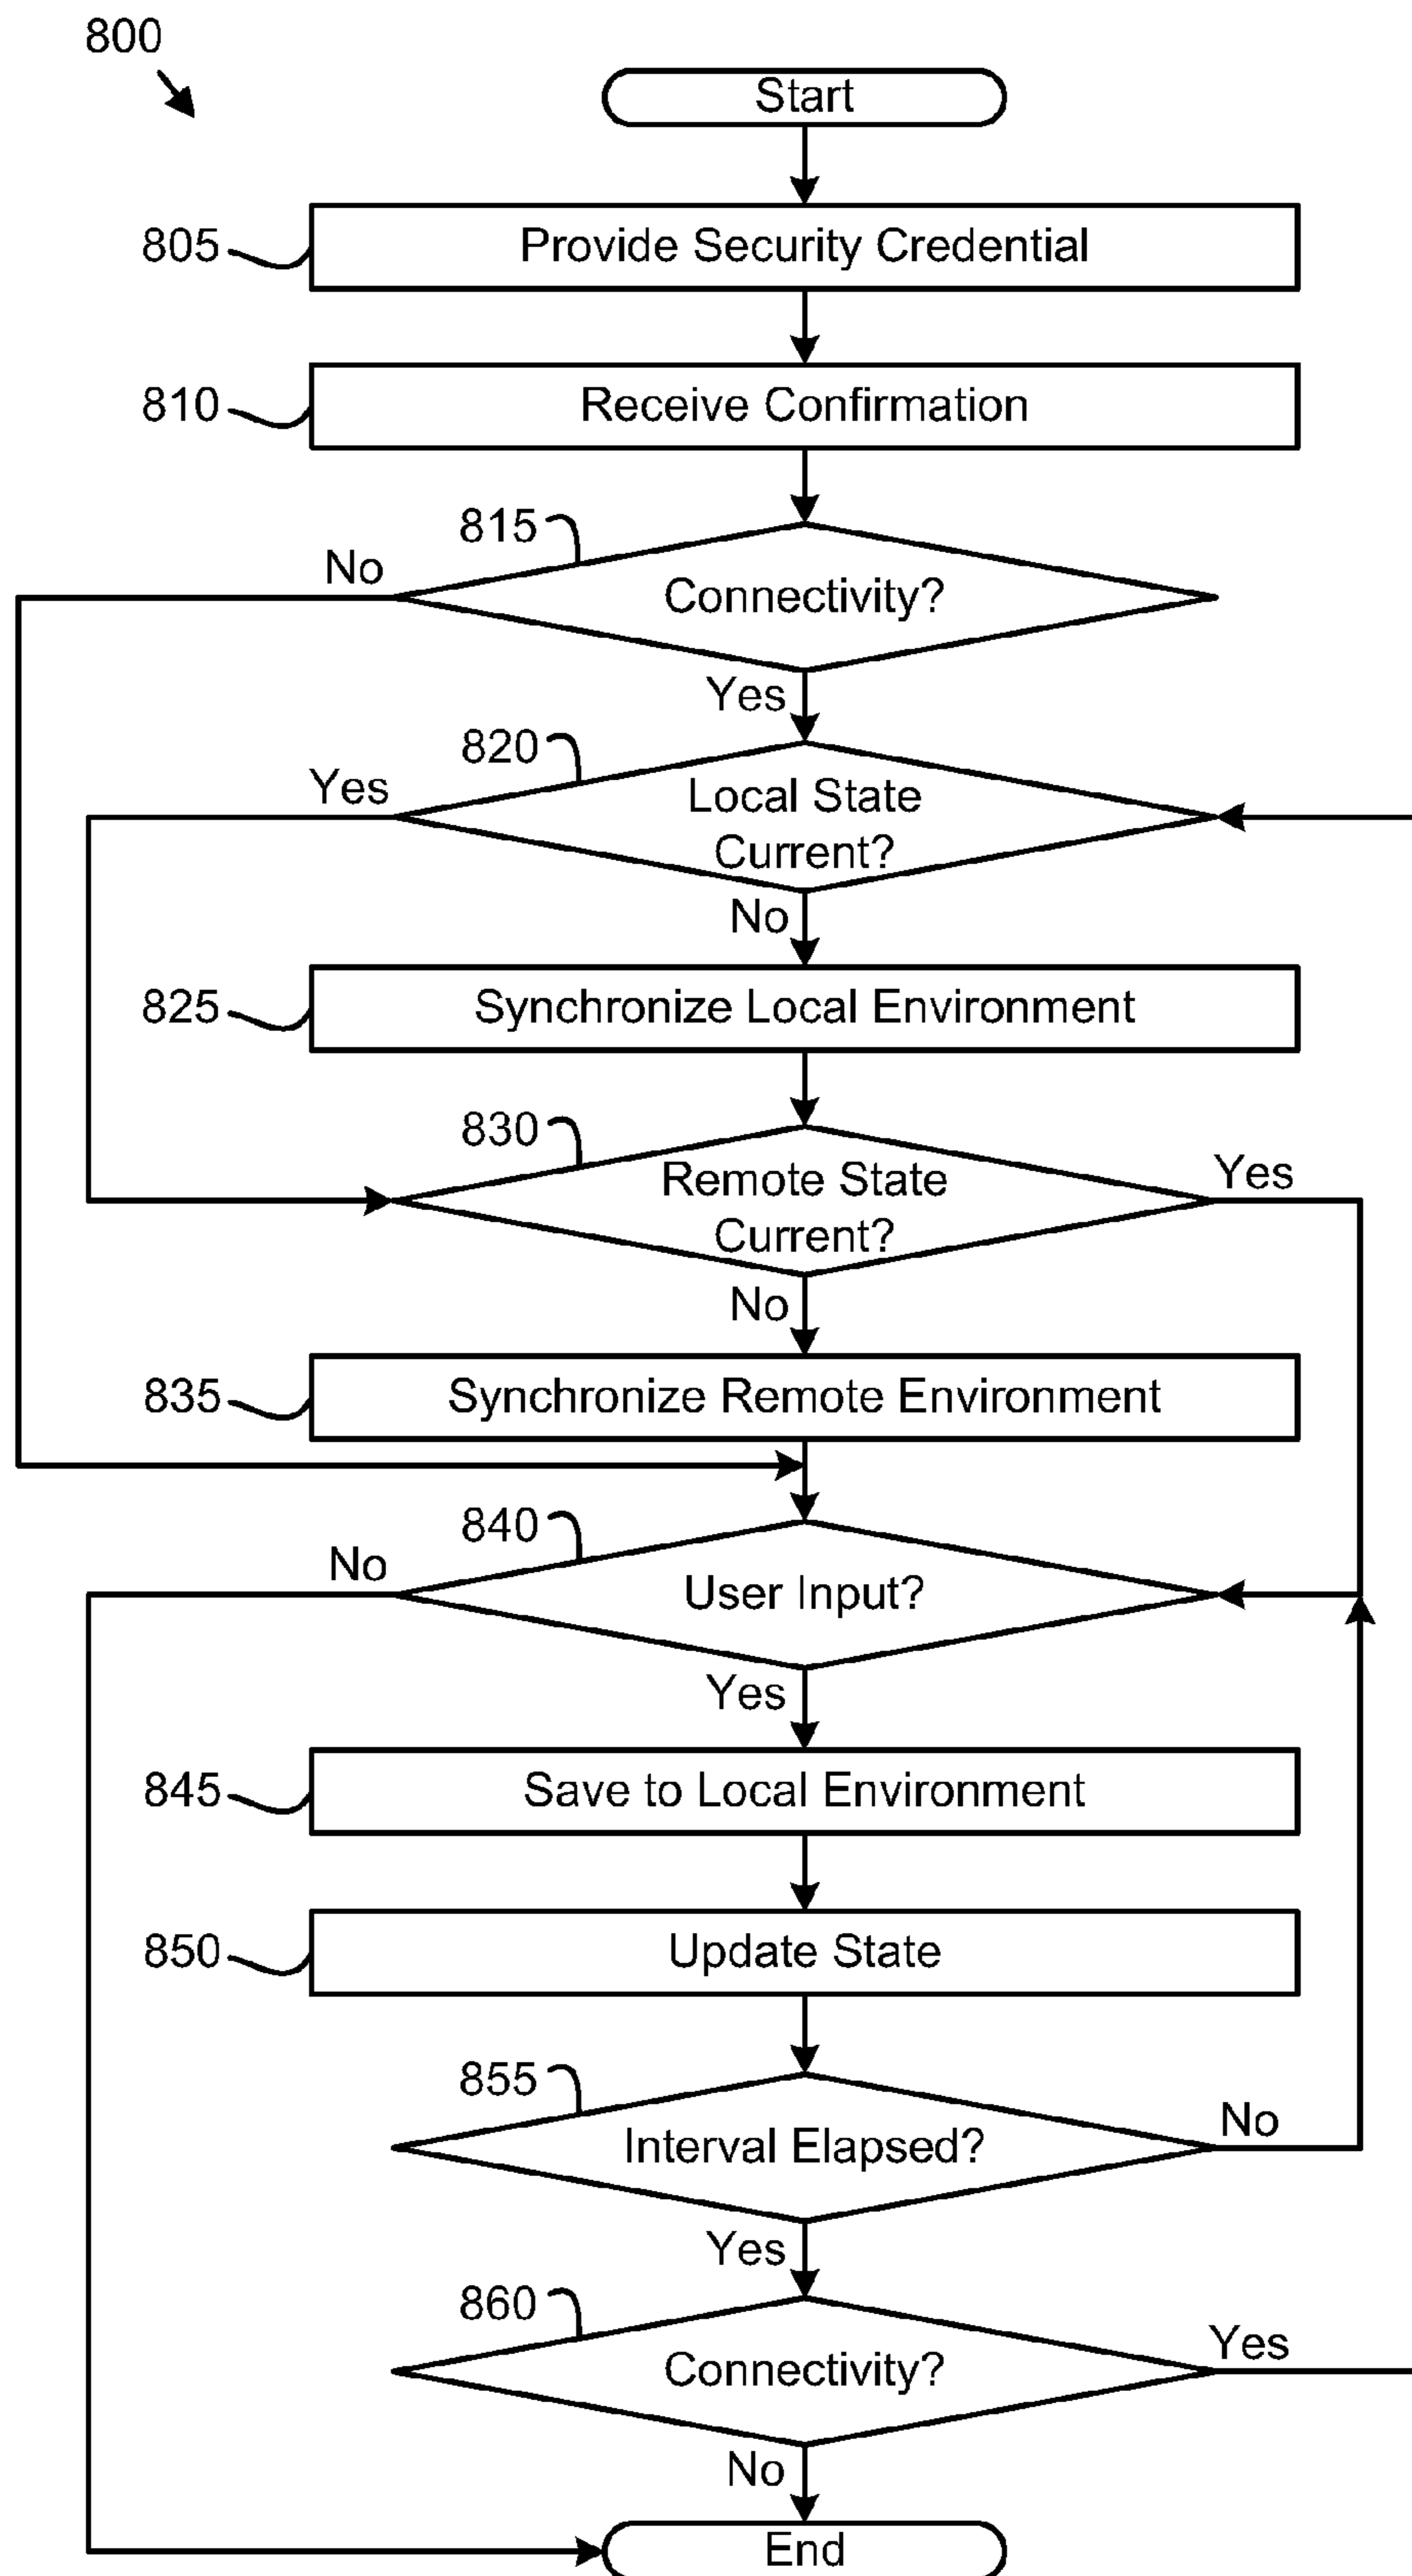 800
Start
805
Provide Security Credential
810
Receive Confirmation
815
No
Connectivity?
Yes
820
Yes
Local State
Current?
No
825
Synchronize Local Environment
830
Remote State
Current?
Yes
No
835
Synchronize Remote Environment
840
No
User Input?
Yes
845
Save to Local Environment
850
Update State
855
Interval Elapsed?
No
Yes
860
Connectivity?
Yes
No
End